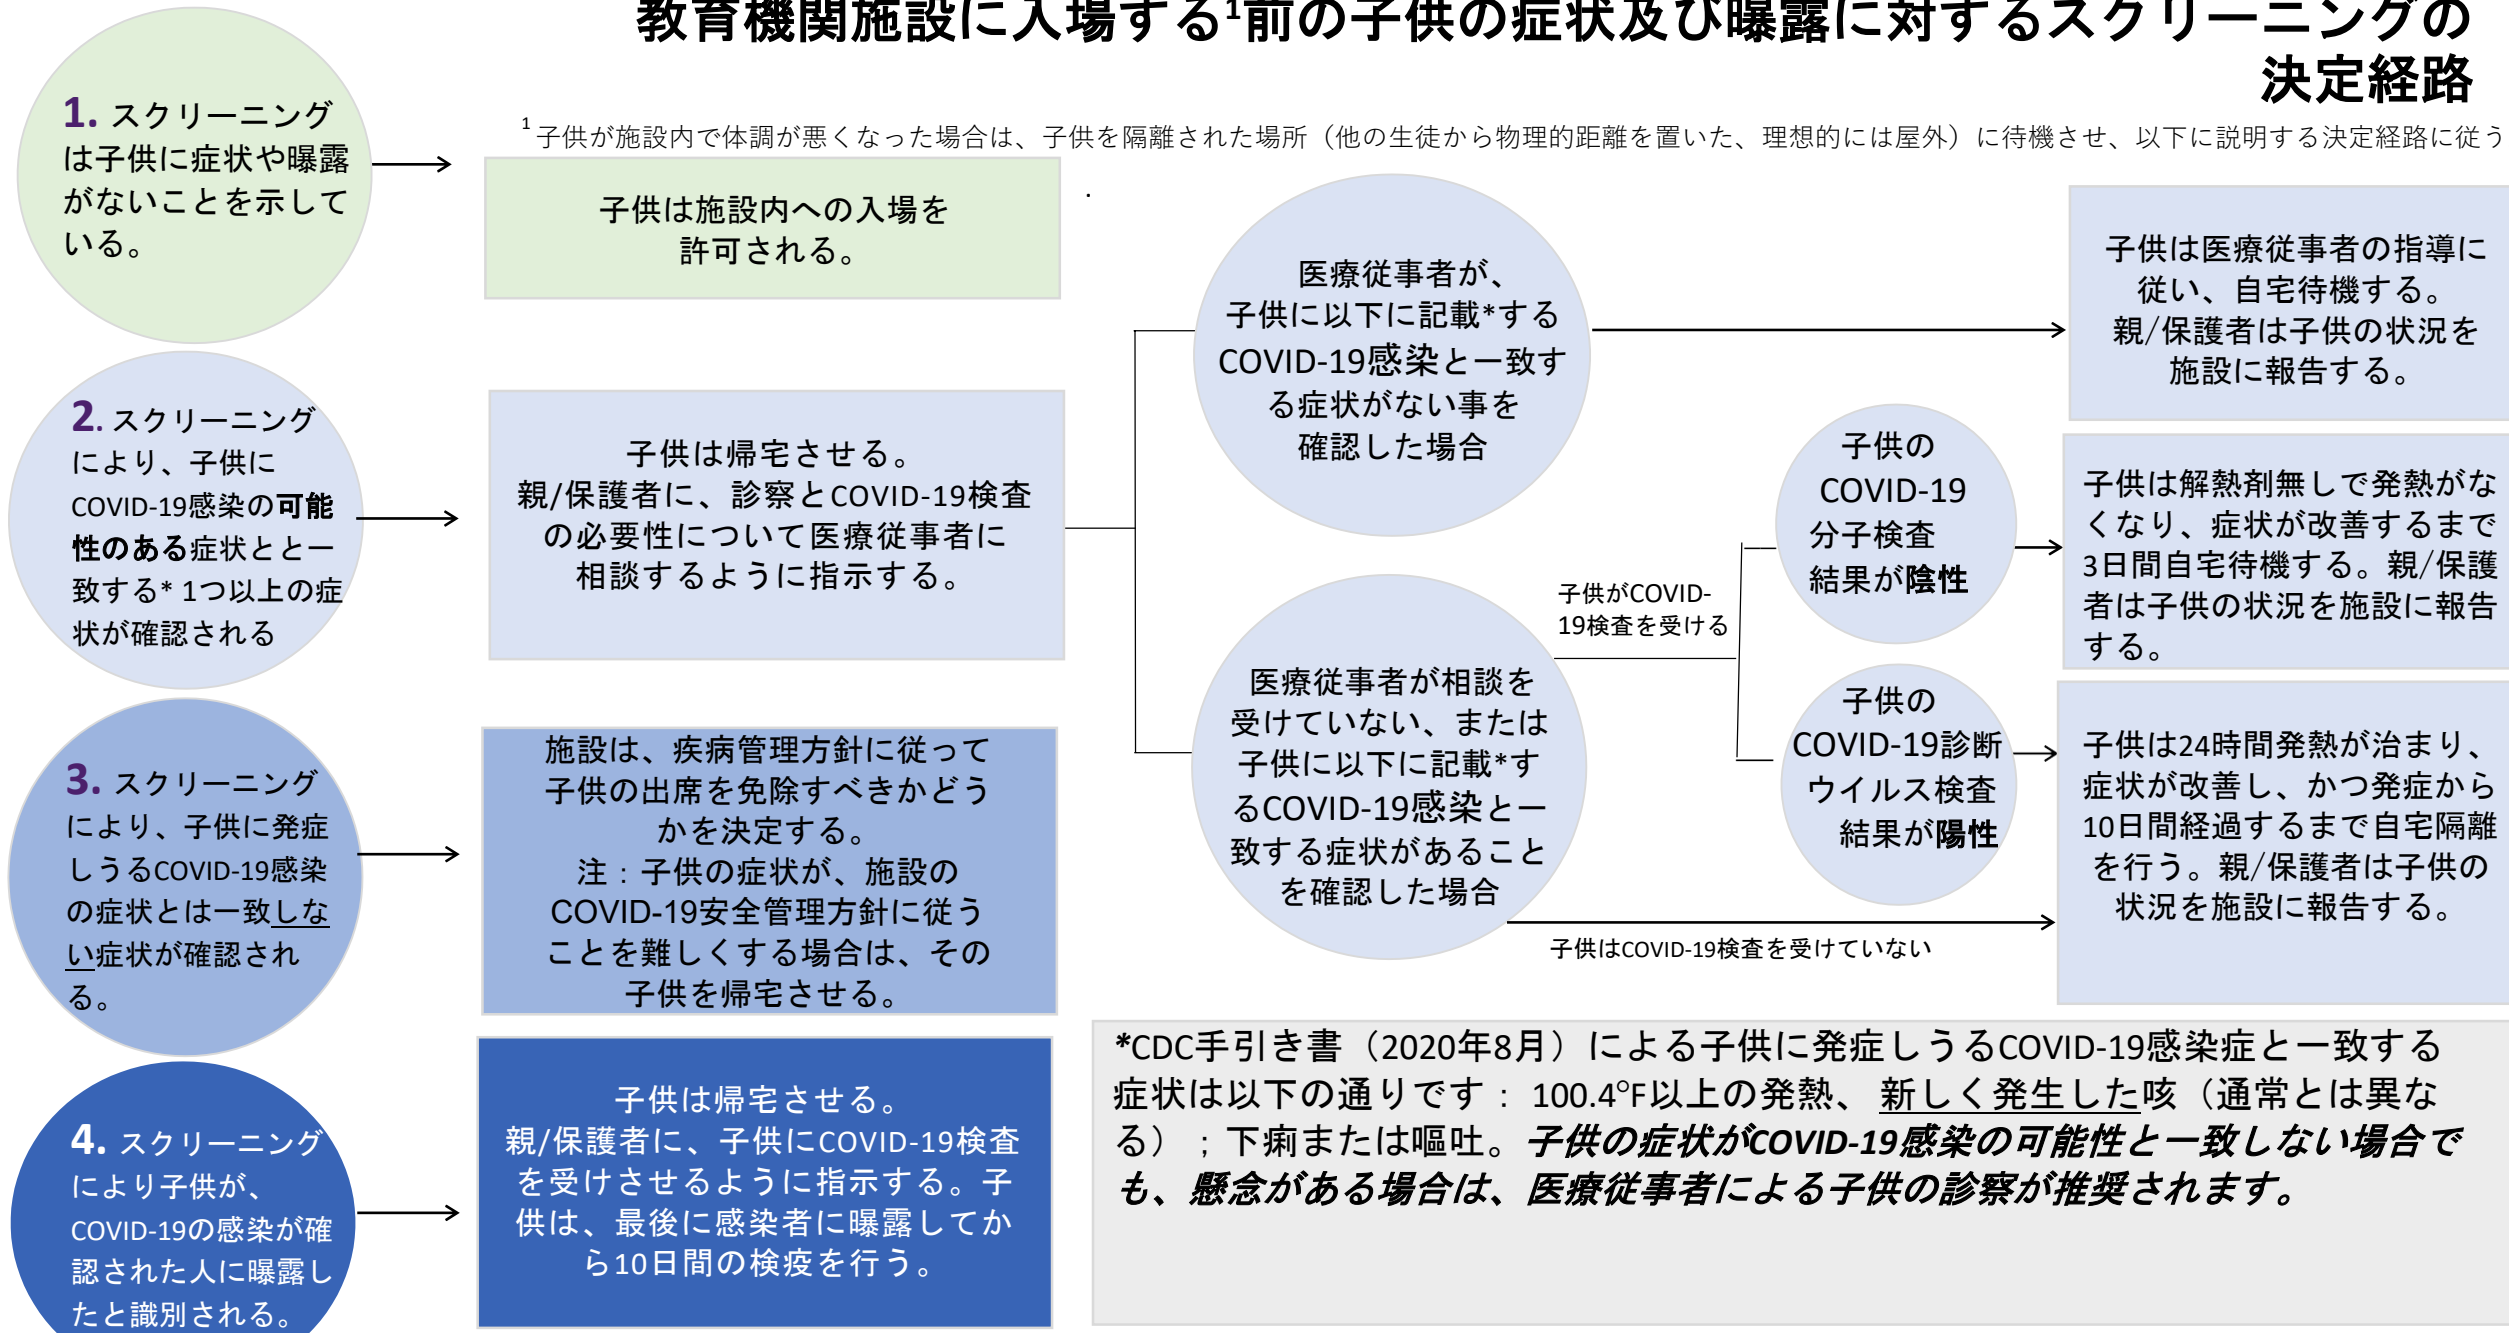 教育機関施設に入場する¹前の子供の症状及び曝露に対するスクリーニングの
決定経路
¹ 子供が施設内で体調が悪くなった場合は、子供を隔離された場所（他の生徒から物理的距離を置いた、理想的には屋外）に待機させ、以下に説明する決定経路に従う
.
1. スクリーニング
は子供に症状や曝露
がないことを示して
いる。
子供は施設内への入場を
許可される。
2. スクリーニング
により、子供に
COVID-19感染の可能
性のある症状とと一
致する* 1つ以上の症
状が確認される
子供は帰宅させる。
親/保護者に、診察とCOVID-19検査
の必要性について医療従事者に
相談するように指示する。
医療従事者が、
子供に以下に記載*する
COVID-19感染と一致す
る症状がない事を
確認した場合
子供は医療従事者の指導に
従い、自宅待機する。
親/保護者は子供の状況を
施設に報告する。
医療従事者が相談を
受けていない、または
子供に以下に記載*す
るCOVID-19感染と一
致する症状があること
を確認した場合
子供がCOVID-
19検査を受ける
子供の
COVID-19
分子検査
結果が陰性
子供は解熱剤無しで発熱がな
くなり、症状が改善するまで
3日間自宅待機する。親/保護
者は子供の状況を施設に報告
する。
子供の
COVID-19診断
ウイルス検査
結果が陽性
子供は24時間発熱が治まり、
症状が改善し、かつ発症から
10日間経過するまで自宅隔離
を行う。親/保護者は子供の
状況を施設に報告する。
子供はCOVID-19検査を受けていない
3. スクリーニング
により、子供に発症
しうるCOVID-19感染
の症状とは一致しな
い症状が確認され
る。
施設は、疾病管理方針に従って
子供の出席を免除すべきかどう
かを決定する。
注：子供の症状が、施設の
COVID-19安全管理方針に従う
ことを難しくする場合は、その
子供を帰宅させる。
4. スクリーニング
により子供が、
COVID-19の感染が確
認された人に曝露し
たと識別される。
子供は帰宅させる。
親/保護者に、子供にCOVID-19検査
を受けさせるように指示する。子
供は、最後に感染者に曝露してか
ら10日間の検疫を行う。
*CDC手引き書（2020年8月）による子供に発症しうるCOVID-19感染症と一致する
症状は以下の通りです： 100.4°F以上の発熱、 新しく発生した咳（通常とは異な
る）；下痢または嘔吐。子供の症状がCOVID-19感染の可能性と一致しない場合で
も、懸念がある場合は、医療従事者による子供の診察が推奨されます。